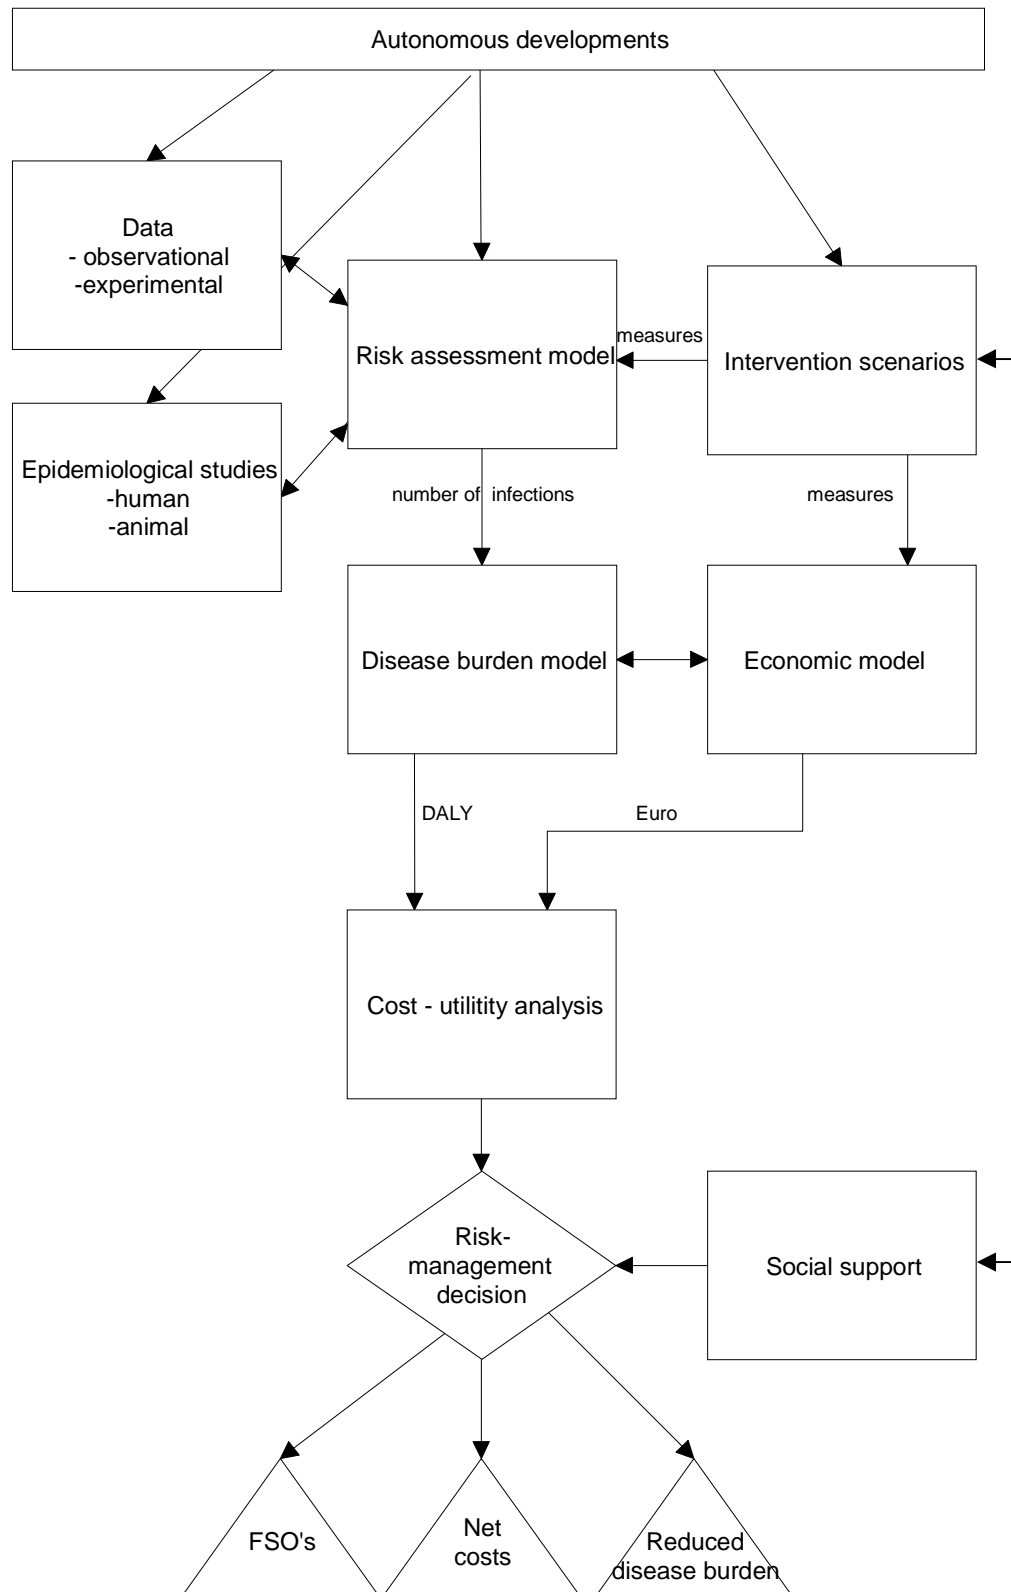 Autonomous developments
Data
- observational
-experimental
Risk assessment model
measures
Intervention scenarios
Epidemiological studies
-human
-animal
number of infections
measures
Disease burden model
Economic model
DALY
Euro
Cost - utilitity analysis
Risk-
management
decision
Social support
FSO's
Net
costs
Reduced
disease burden